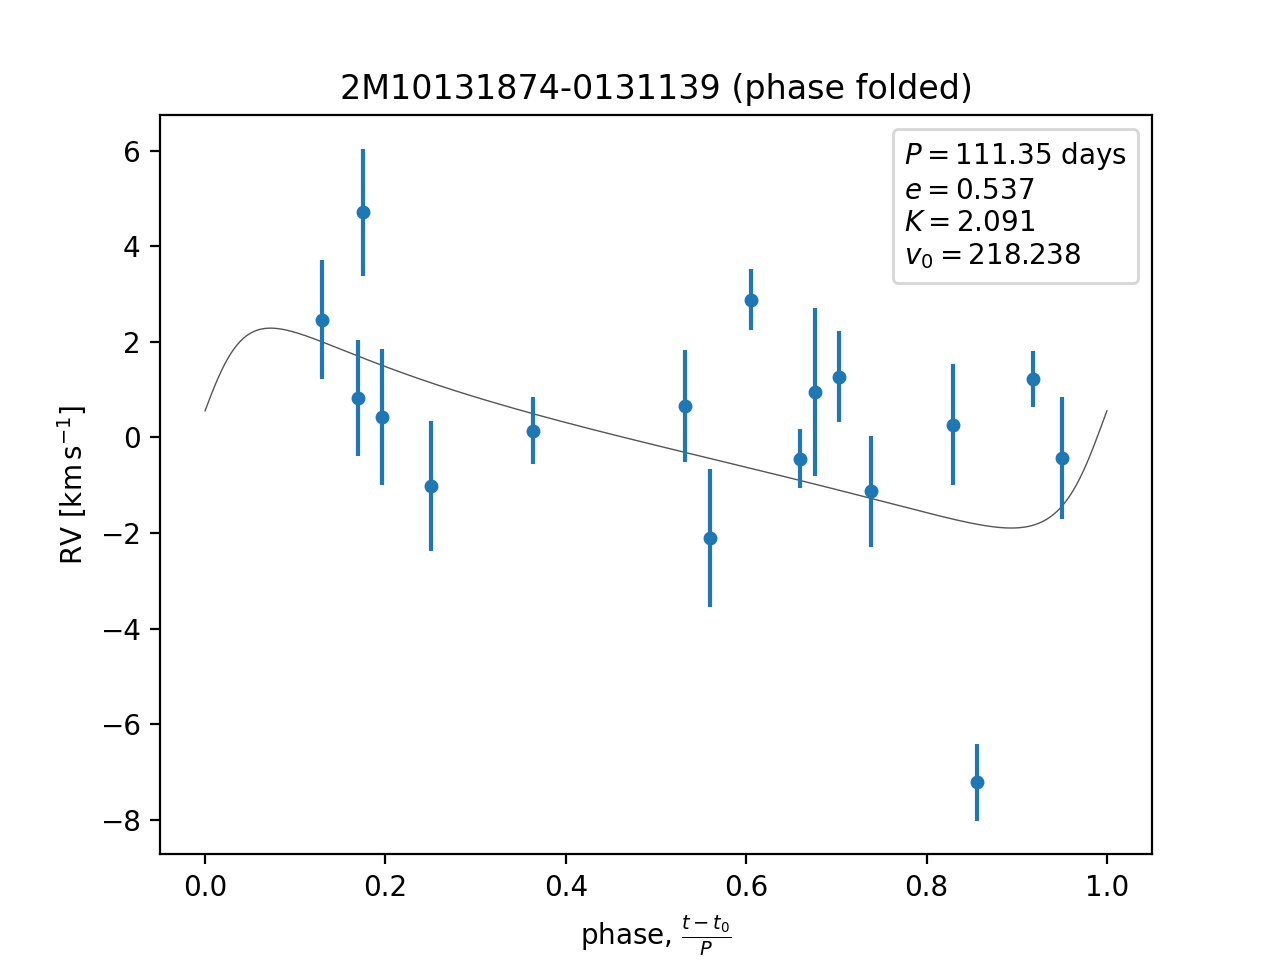 2M10131874-0131139 (phase folded)
P = 111.35 days
e = 0.537
K = 2.091
v₀ = 218.238
RV [km s⁻¹]
6
4
2
0
−2
−4
−6
−8
0.0 0.2 0.4 0.6 0.8 1.0
phase, (t − t₀)/P